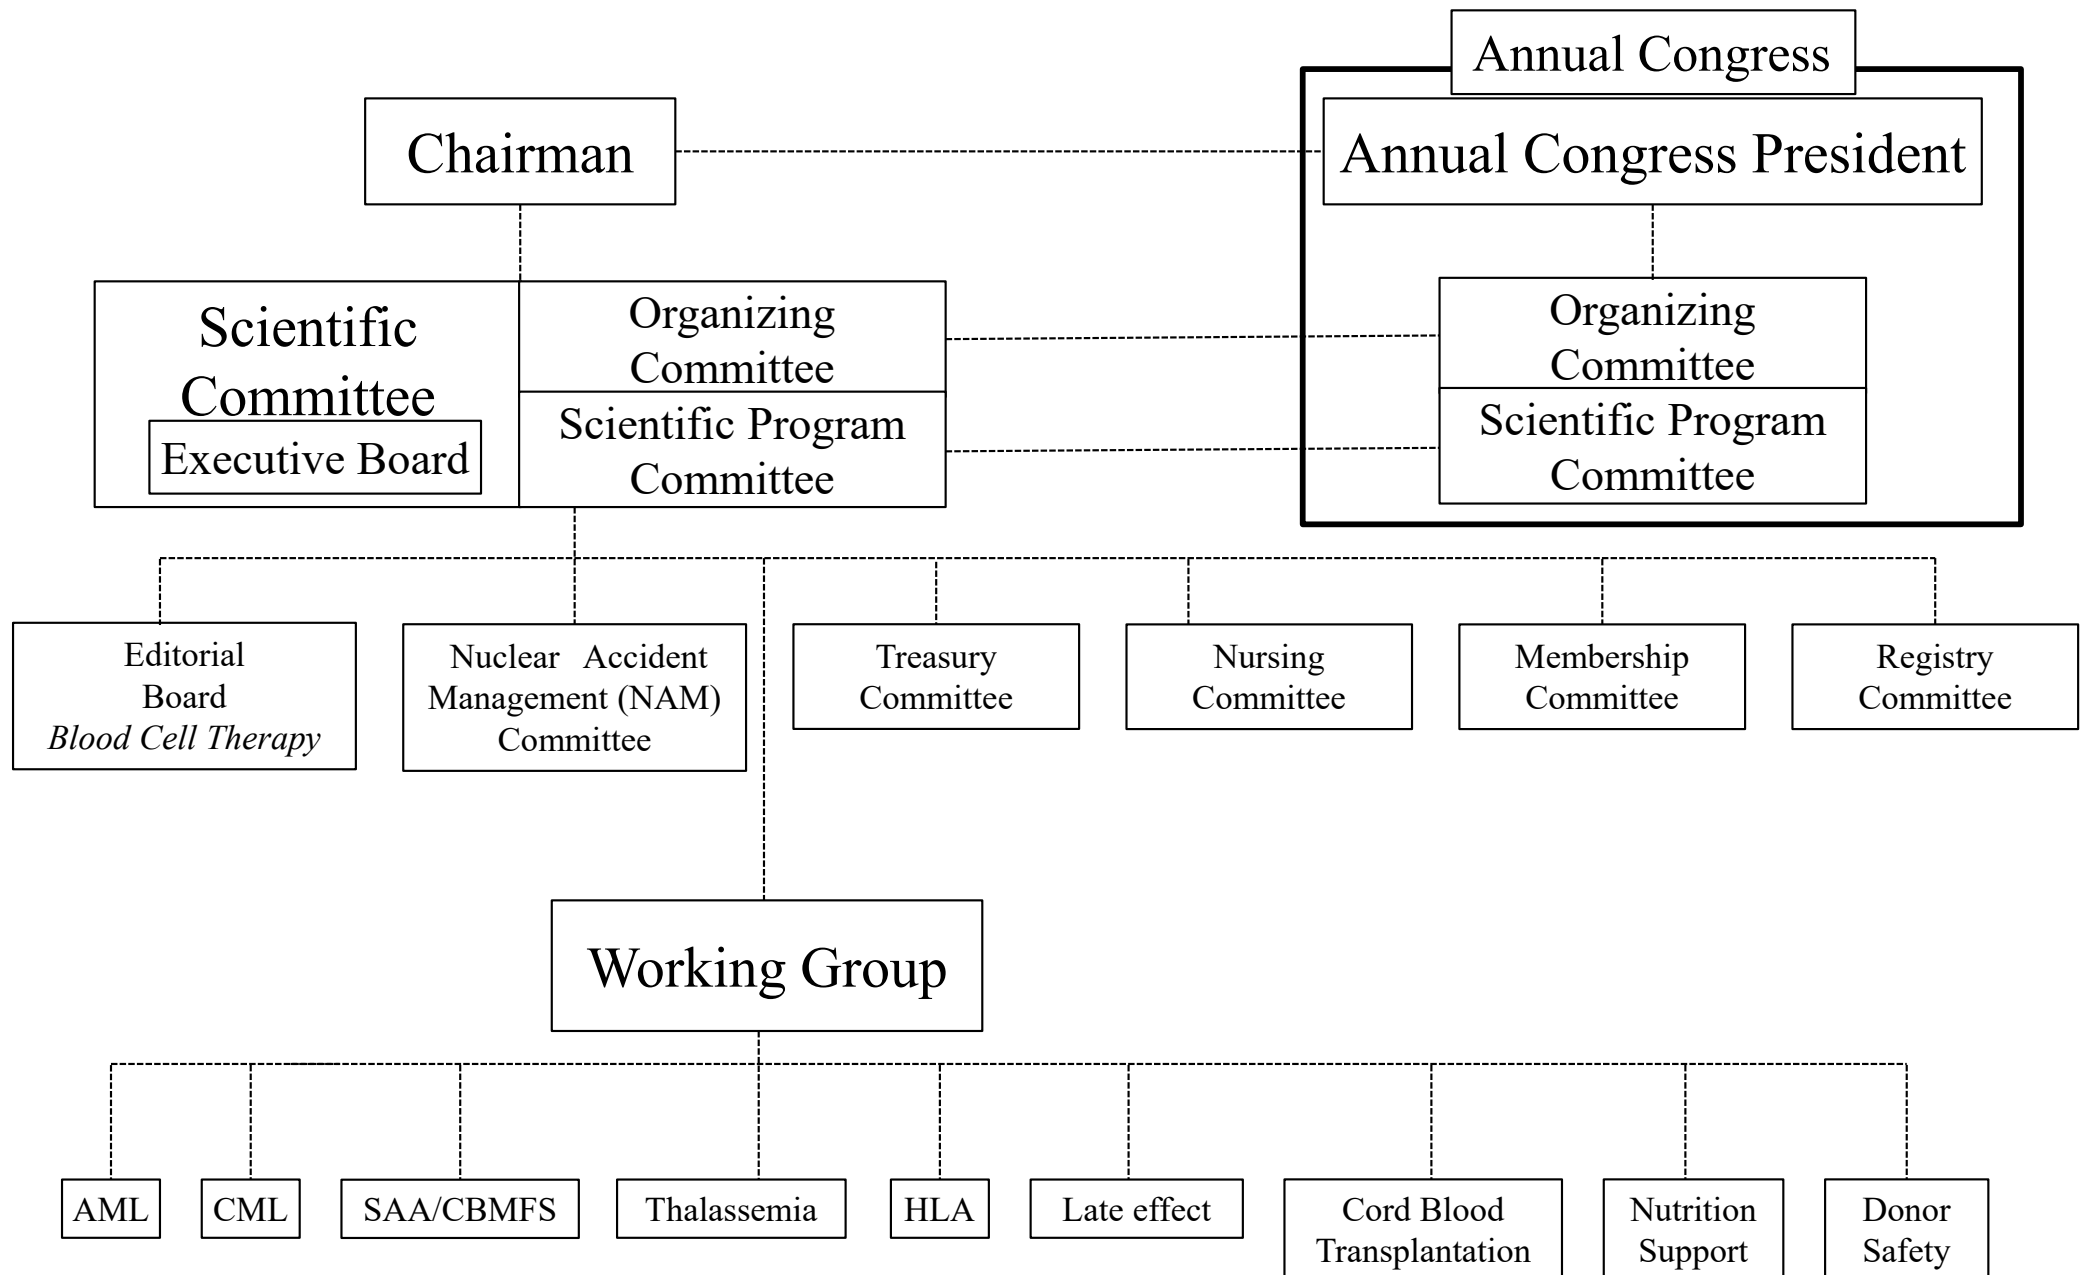 Annual Congress
Chairman
Annual Congress President
Scientific
Committee
Executive Board
Organizing
Committee
Scientific Program
Committee
Organizing
Committee
Scientific Program
Committee
Editorial
Board
Blood Cell Therapy
Nuclear Accident
Management (NAM)
Committee
Treasury
Committee
Nursing
Committee
Membership
Committee
Registry
Committee
Working Group
AML
CML
SAA/CBMFS
Thalassemia
HLA
Late effect
Cord Blood
Transplantation
Nutrition
Support
Donor
Safety